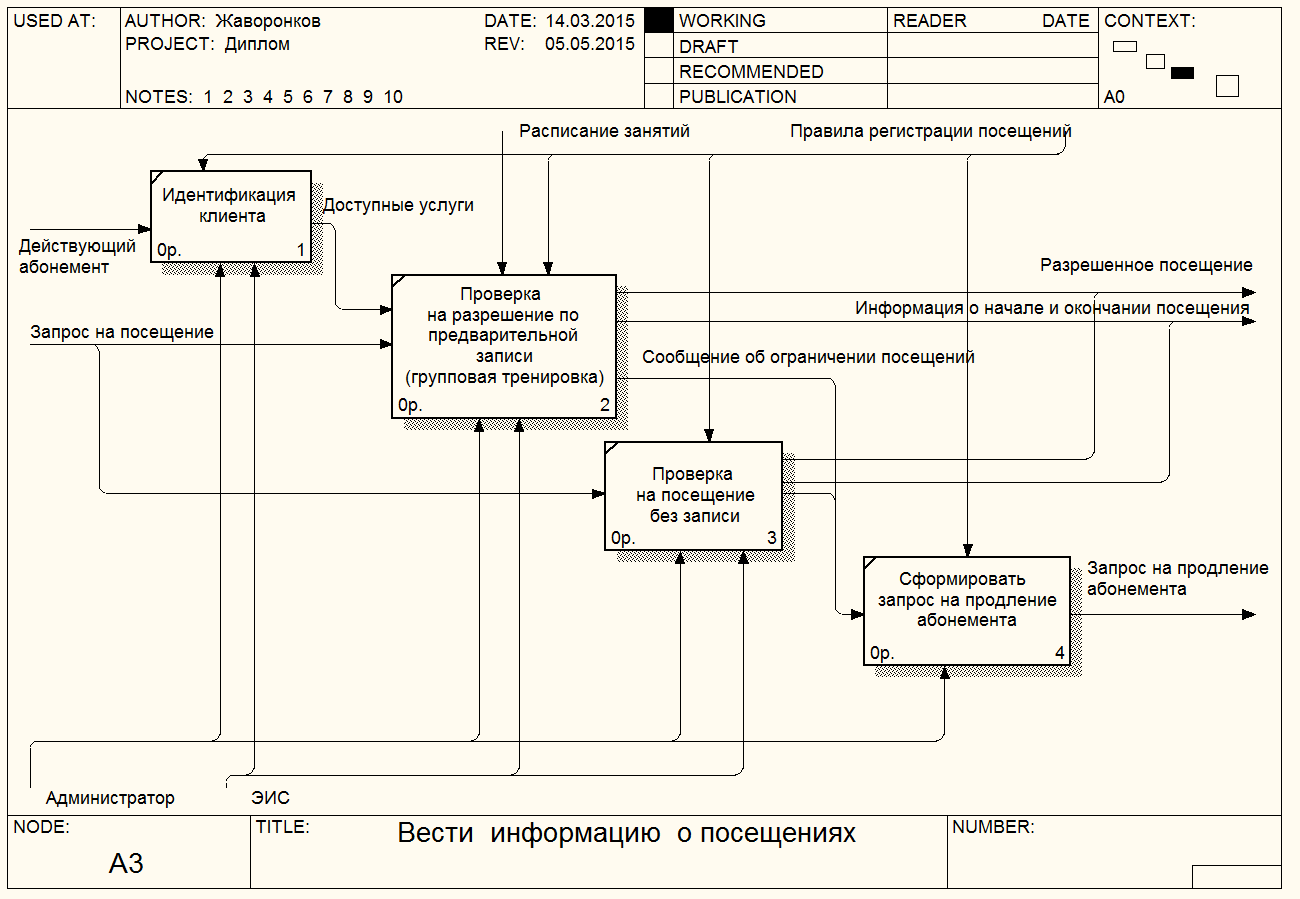 USED AT:
AUTHOR: Жаворонков
DATE: 14.03.2015
PROJECT: Диплом
REV: 05.05.2015
NOTES: 1 2 3 4 5 6 7 8 9 10
WORKING
DRAFT
RECOMMENDED
PUBLICATION
READER
DATE
CONTEXT:
A0
Расписание занятий
Правила регистрации посещений
Идентификация
клиента
0р.
1
Доступные услуги
Действующий
абонемент
Разрешенное посещение
Проверка
на разрешение по
предварительной
записи
(групповая тренировка)
0р.
2
Информация о начале и окончании посещения
Запрос на посещение
Сообщение об ограничении посещений
Проверка
на посещение
без записи
0р.
3
Сформировать
запрос на продление
абонемента
0р.
4
Запрос на продление
абонемента
Администратор
ЭИС
NODE:
A3
TITLE:
Вести информацию о посещениях
NUMBER: